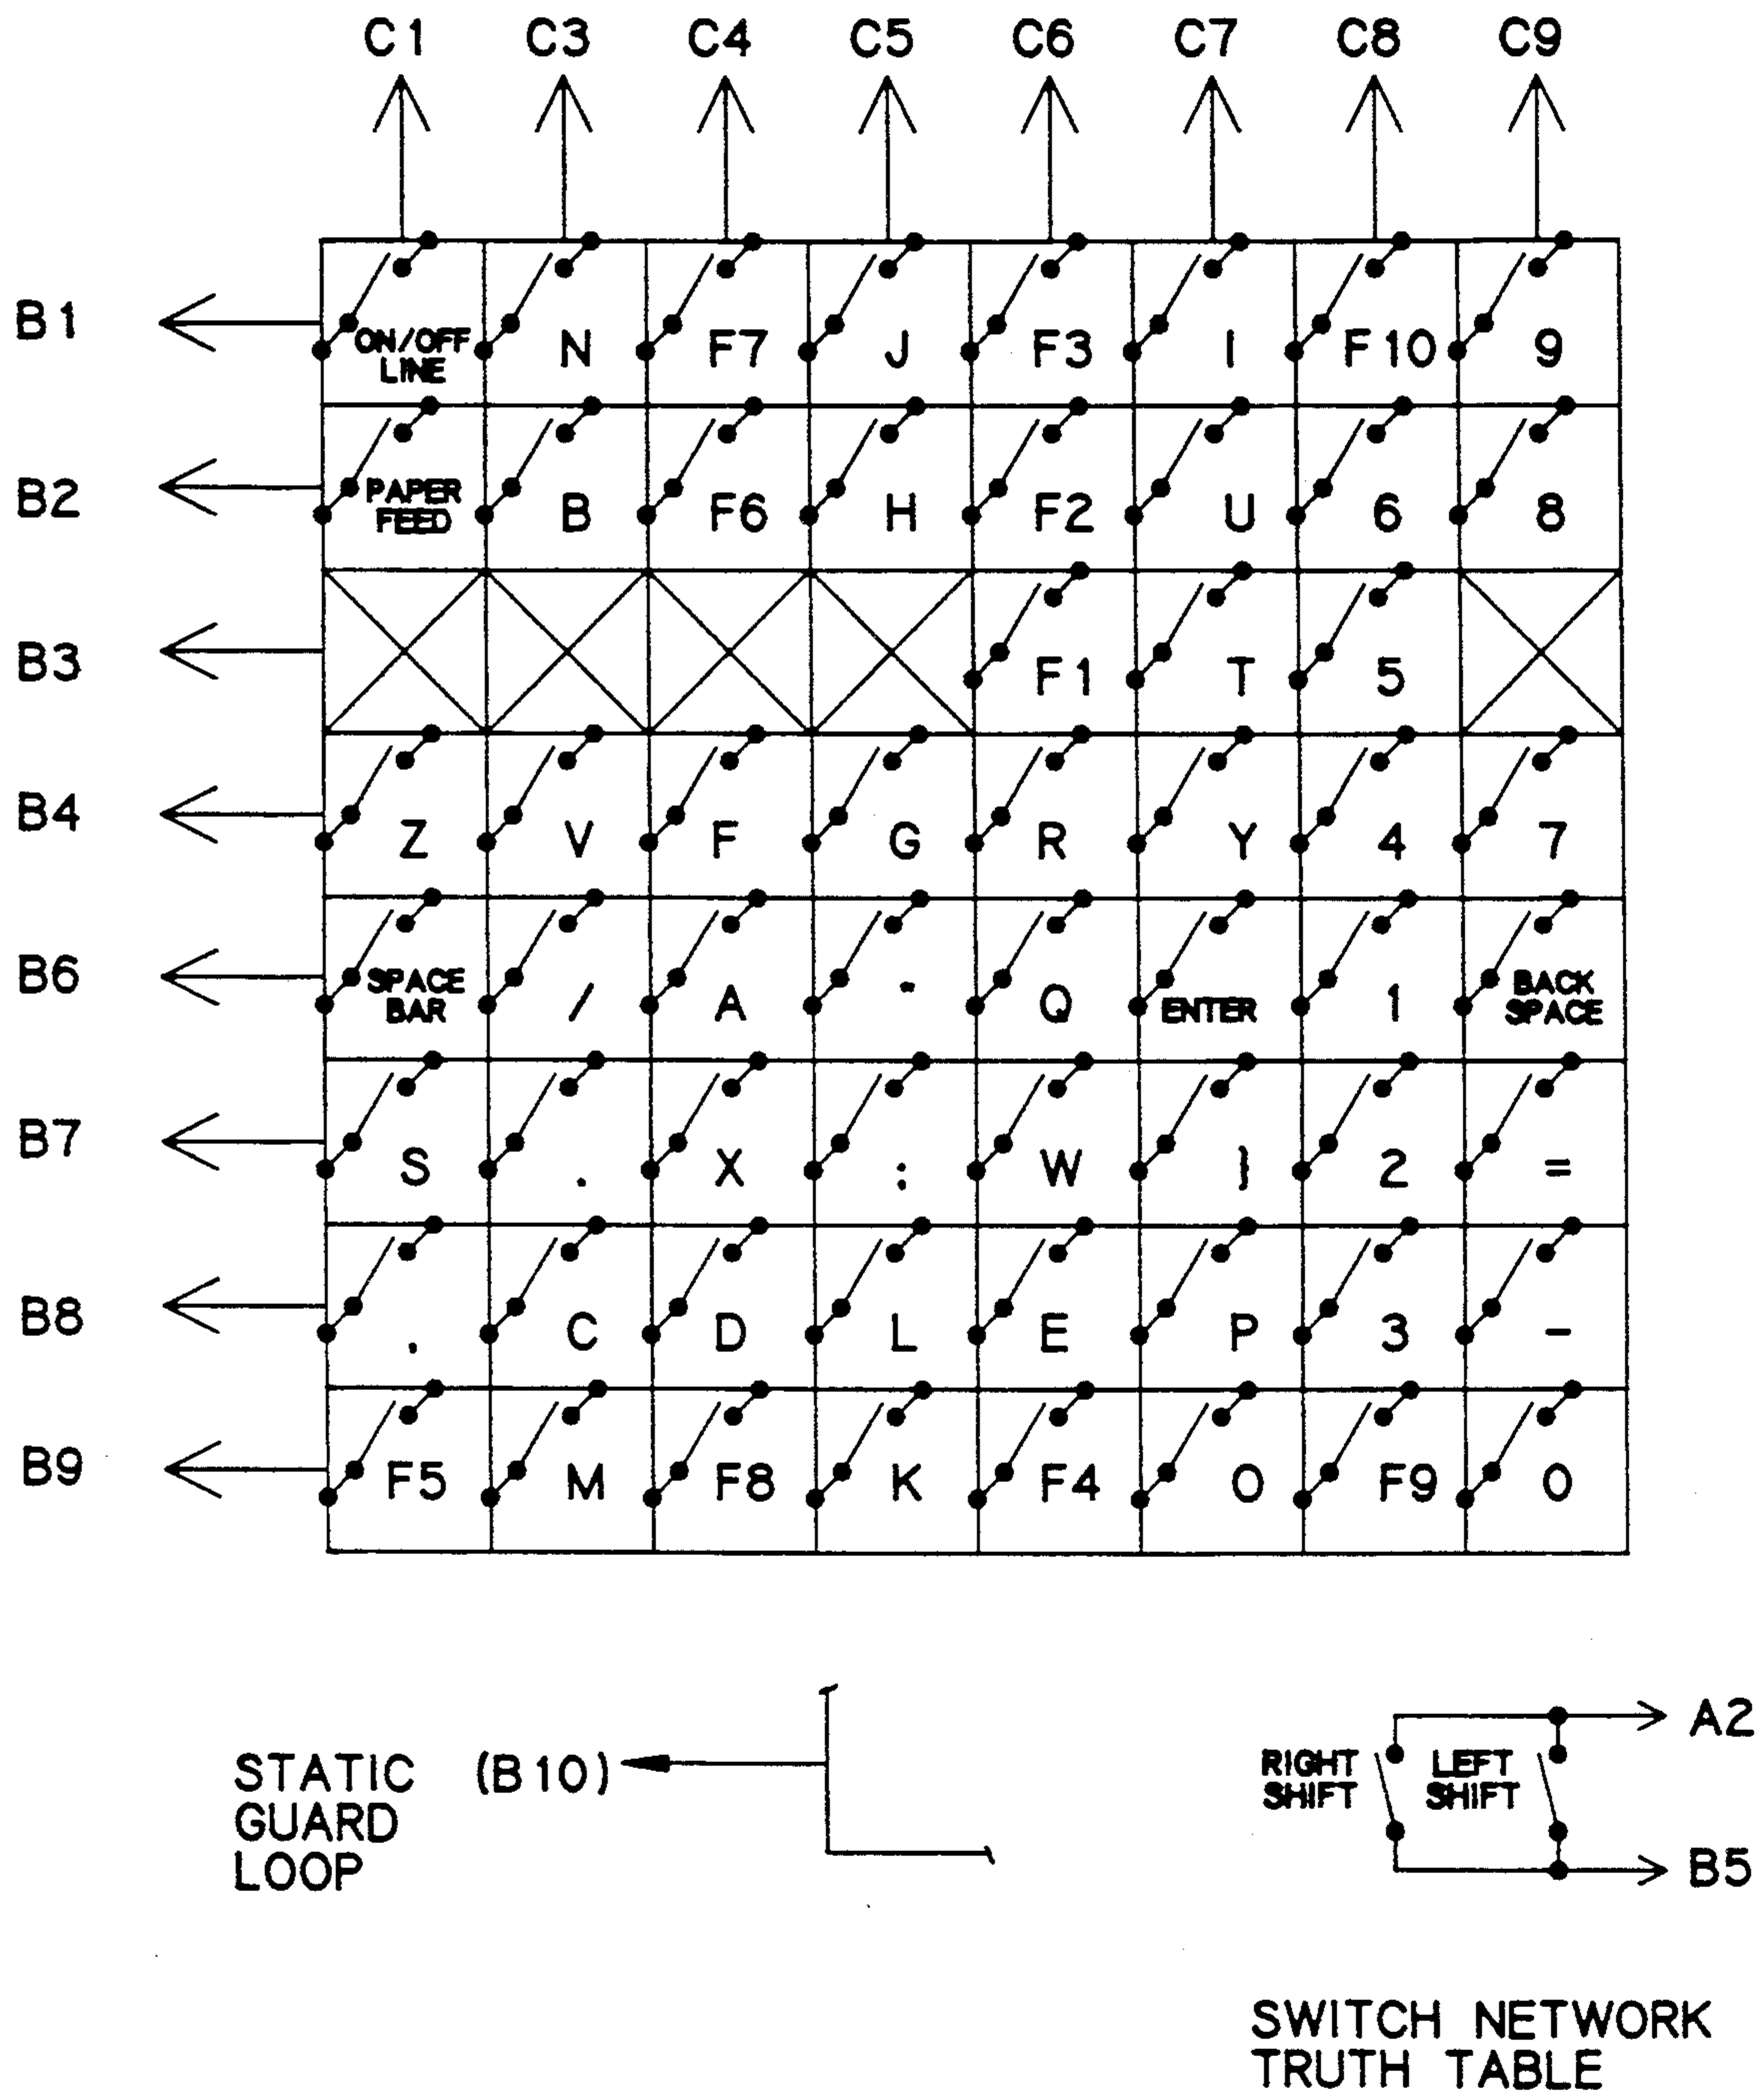 C1 C3 C4 C5 C6 C7 C8 C9
B1 ON/OFF LINE N F7 J F3 I F10 9
B2 PAPER FEED B F6 H F2 U 6 8
B3 F1 T 5
B4 Z V F G R Y 4 7
B6 SPACE BAR / A " Q ENTER 1 BACK SPACE
B7 S . X ; W } 2 =
B8 , C D L E P 3 -
B9 F5 M F8 K F4 O F9 0
STATIC GUARD LOOP (B10)
RIGHT SHIFT LEFT SHIFT A2
B5
SWITCH NETWORK
TRUTH TABLE